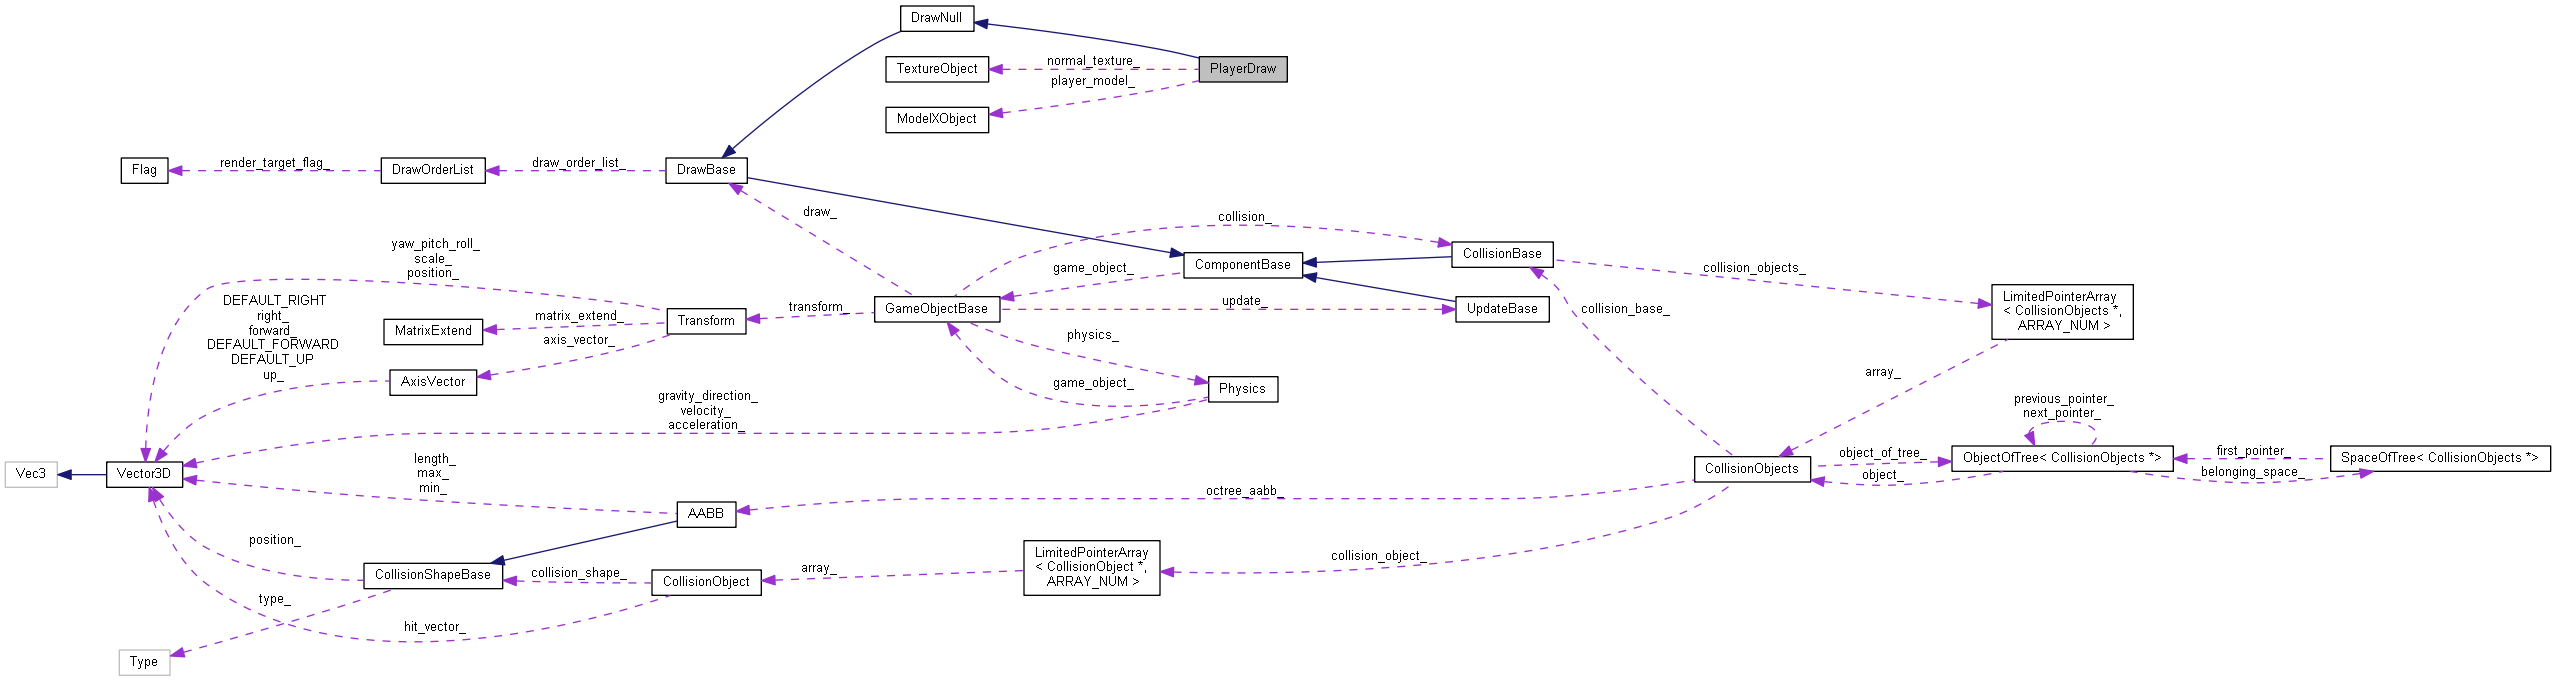 DrawNull
normal_texture_
TextureObject
PlayerDraw
player_model_
ModelXObject
Flag
render_target_flag_
DrawOrderList
draw_order_list_
DrawBase
draw_
collision_
yaw_pitch_roll_
scale_
position_
ComponentBase
CollisionBase
game_object_
collision_objects_
DEFAULT_RIGHT
right_
forward_
DEFAULT_FORWARD
DEFAULT_UP
up_
MatrixExtend
matrix_extend_
axis_vector_
Transform
transform_
GameObjectBase
update_
UpdateBase
collision_base_
LimitedPointerArray
< CollisionObjects *,
ARRAY_NUM >
physics_
AxisVector
game_object_
Physics
array_
gravity_direction_
velocity_
acceleration_
previous_pointer_
next_pointer_
Vec3
Vector3D
length_
max_
min_
CollisionObjects
object_of_tree_
object_
ObjectOfTree< CollisionObjects *>
first_pointer_
belonging_space_
SpaceOfTree< CollisionObjects *>
octree_aabb_
AABB
position_
CollisionShapeBase
collision_shape_
CollisionObject
array_
LimitedPointerArray
< CollisionObject *,
ARRAY_NUM >
collision_object_
type_
hit_vector_
Type